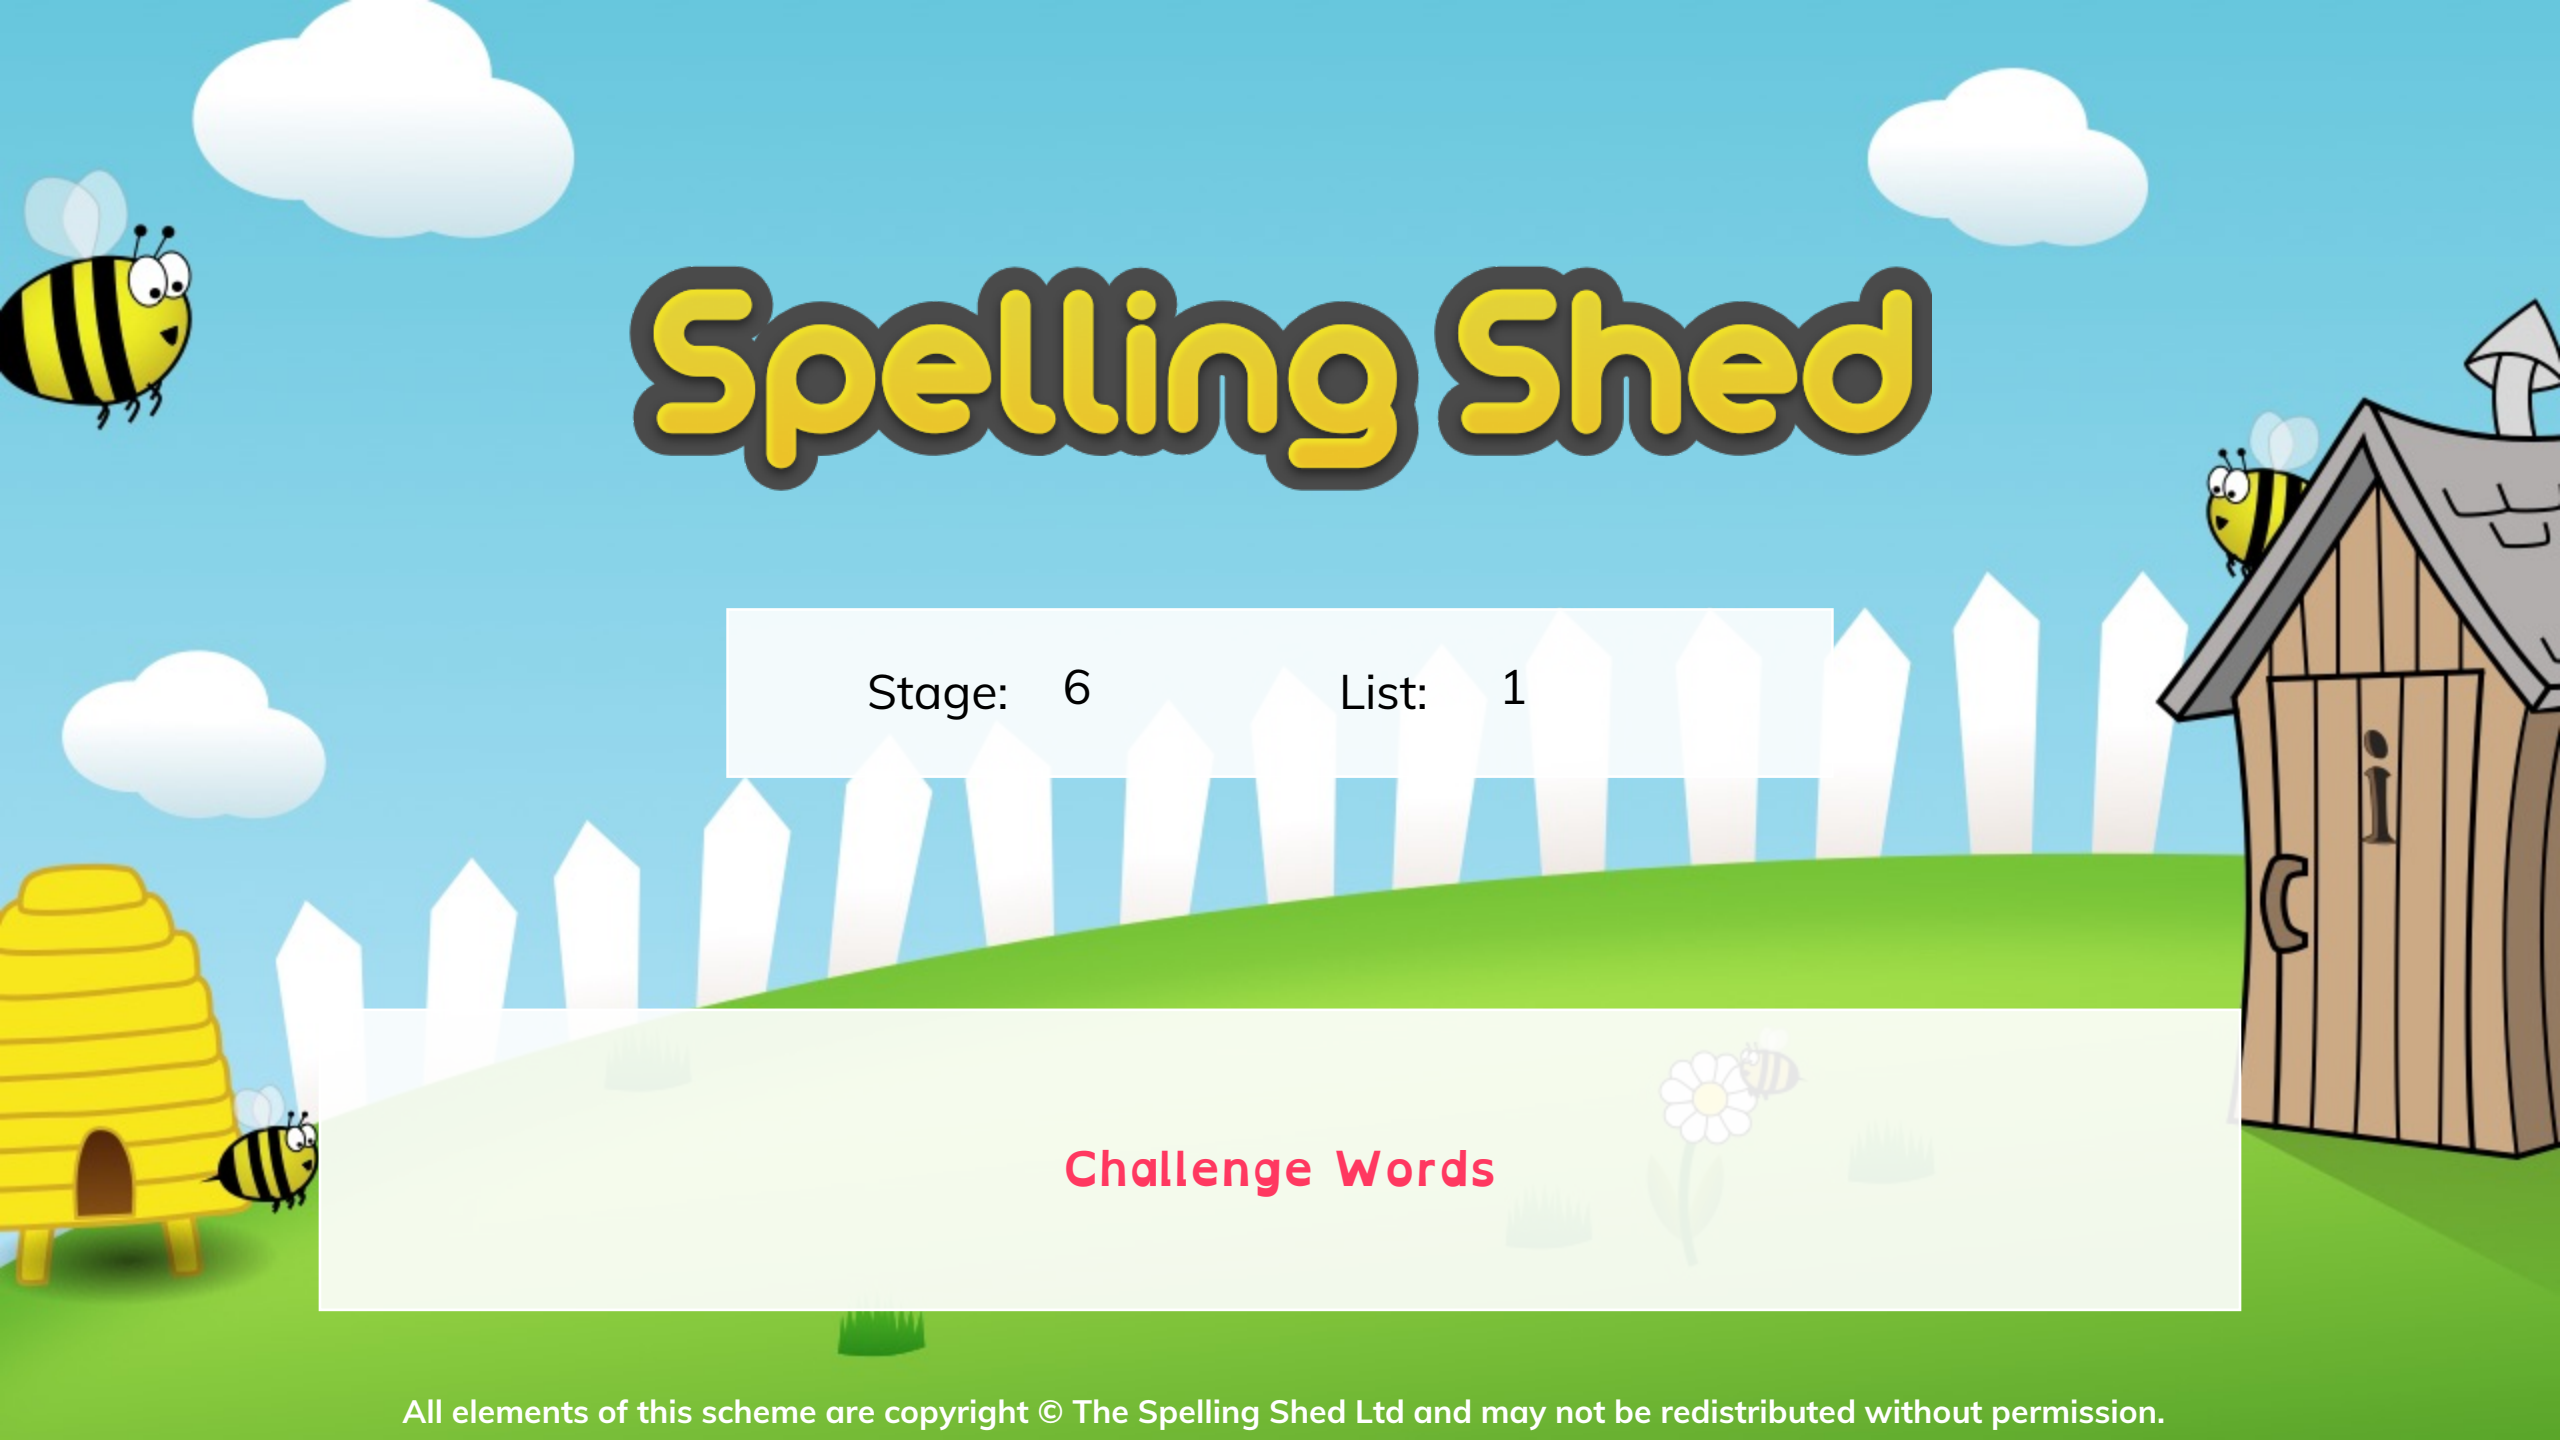 Spelling Shed
Stage: 6 List: 1
i
Challenge Words
All elements of this scheme are copyright © The Spelling Shed Ltd and may not be redistributed without permission.